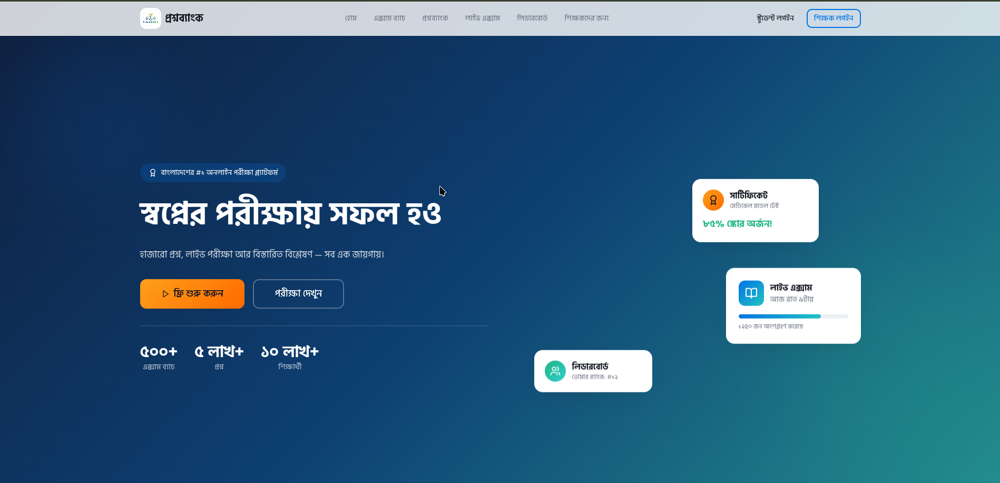 প্রশ্নব্যাংক
হোম
এক্সাম ব্যাচ
প্রশ্নব্যাংক
লাইভ এক্সাম
লিডারবোর্ড
শিক্ষকদের জন্য
স্টুডেন্ট লগইন
শিক্ষক লগইন
বাংলাদেশের #১ অনলাইন পরীক্ষা প্ল্যাটফর্ম
স্বপ্নের পরীক্ষায় সফল হও
হাজারো প্রশ্ন, লাইভ পরীক্ষা আর বিস্তারিত বিশ্লেষণ — সব এক জায়গায়।
ফ্রি শুরু করুন
পরীক্ষা দেখুন
৫০০+
এক্সাম ব্যাচ
৫ লাখ+
প্রশ্ন
১০ লাখ+
শিক্ষার্থী
সার্টিফিকেট
মেডিকেল মডেল টেস্ট
৮৫% স্কোর অর্জন!
লাইভ এক্সাম
আজ রাত ৯টায়
১২৫০ জন অংশগ্রহণ করেছে
লিডারবোর্ড
তোমার র‍্যাংক: #১২